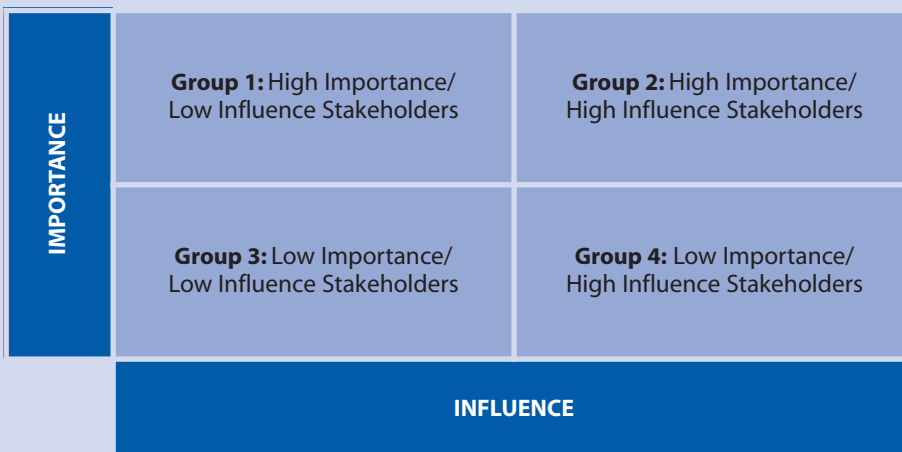 IMPORTANCE
Group 1: High Importance/
Low Influence Stakeholders
Group 2: High Importance/
High Influence Stakeholders
Group 3: Low Importance/
Low Influence Stakeholders
Group 4: Low Importance/
High Influence Stakeholders
INFLUENCE